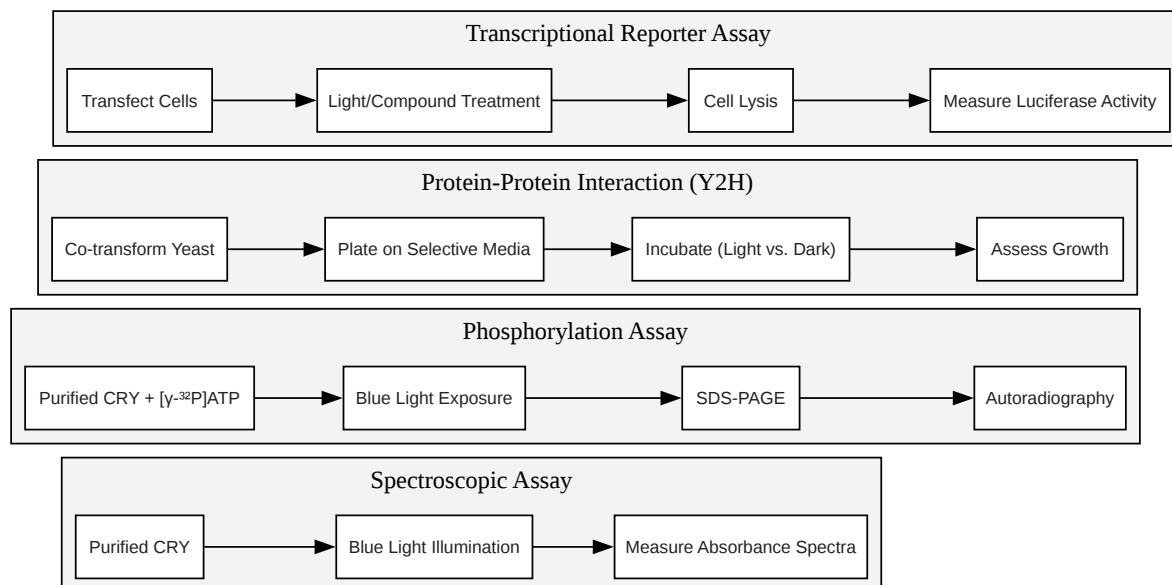 Transcriptional Reporter Assay
Transfect Cells
Light/Compound Treatment
Cell Lysis
Measure Luciferase Activity
Protein-Protein Interaction (Y2H)
Co-transform Yeast
Plate on Selective Media
Incubate (Light vs. Dark)
Assess Growth
Phosphorylation Assay
Purified CRY + [γ-³²P]ATP
Blue Light Exposure
SDS-PAGE
Autoradiography
Spectroscopic Assay
Purified CRY
Blue Light Illumination
Measure Absorbance Spectra